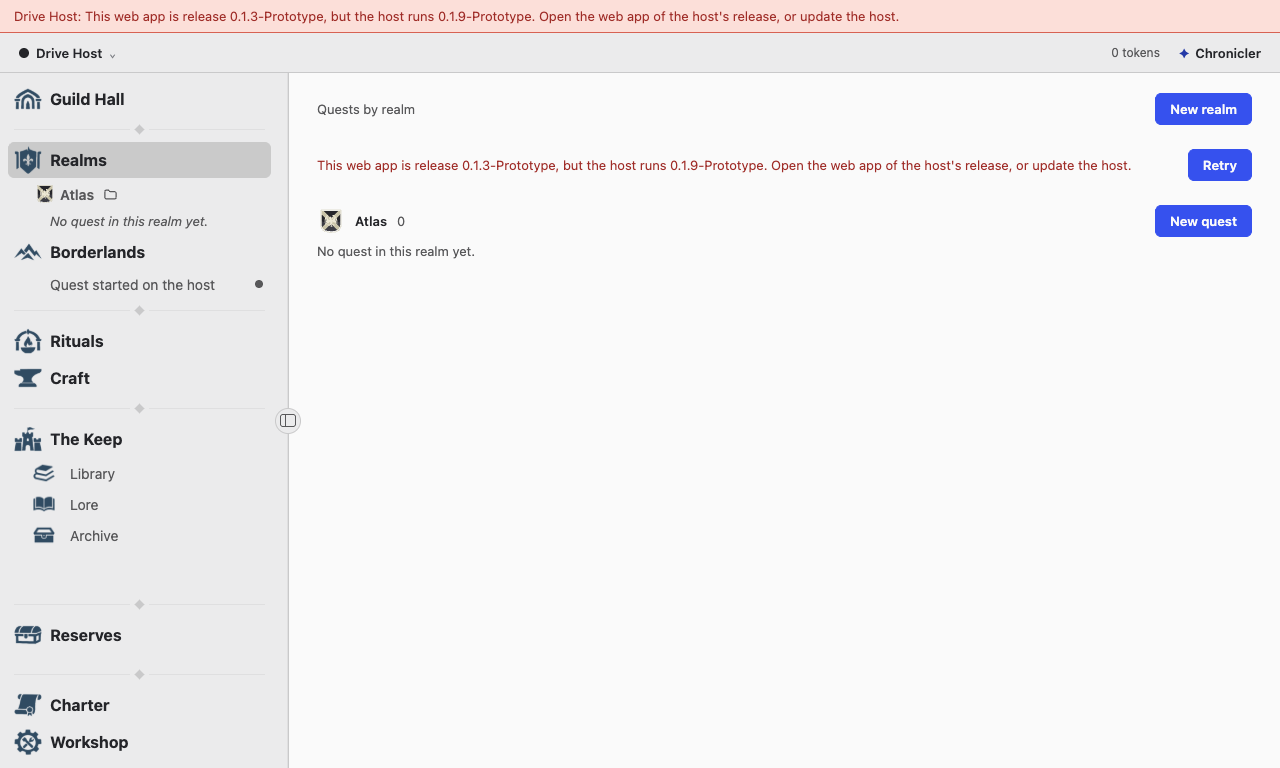 Drive Host: This web app is release 0.1.3-Prototype, but the host runs 0.1.9-Prototype. Open the web app of the host's release, or update the host.
Drive Host
0 tokens
Chronicler
Guild Hall
Realms
Atlas
No quest in this realm yet.
Borderlands
Quest started on the host
Rituals
Craft
The Keep
Library
Lore
Archive
Reserves
Charter
Workshop
Quests by realm
New realm
This web app is release 0.1.3-Prototype, but the host runs 0.1.9-Prototype. Open the web app of the host's release, or update the host.
Retry
Atlas 0
New quest
No quest in this realm yet.